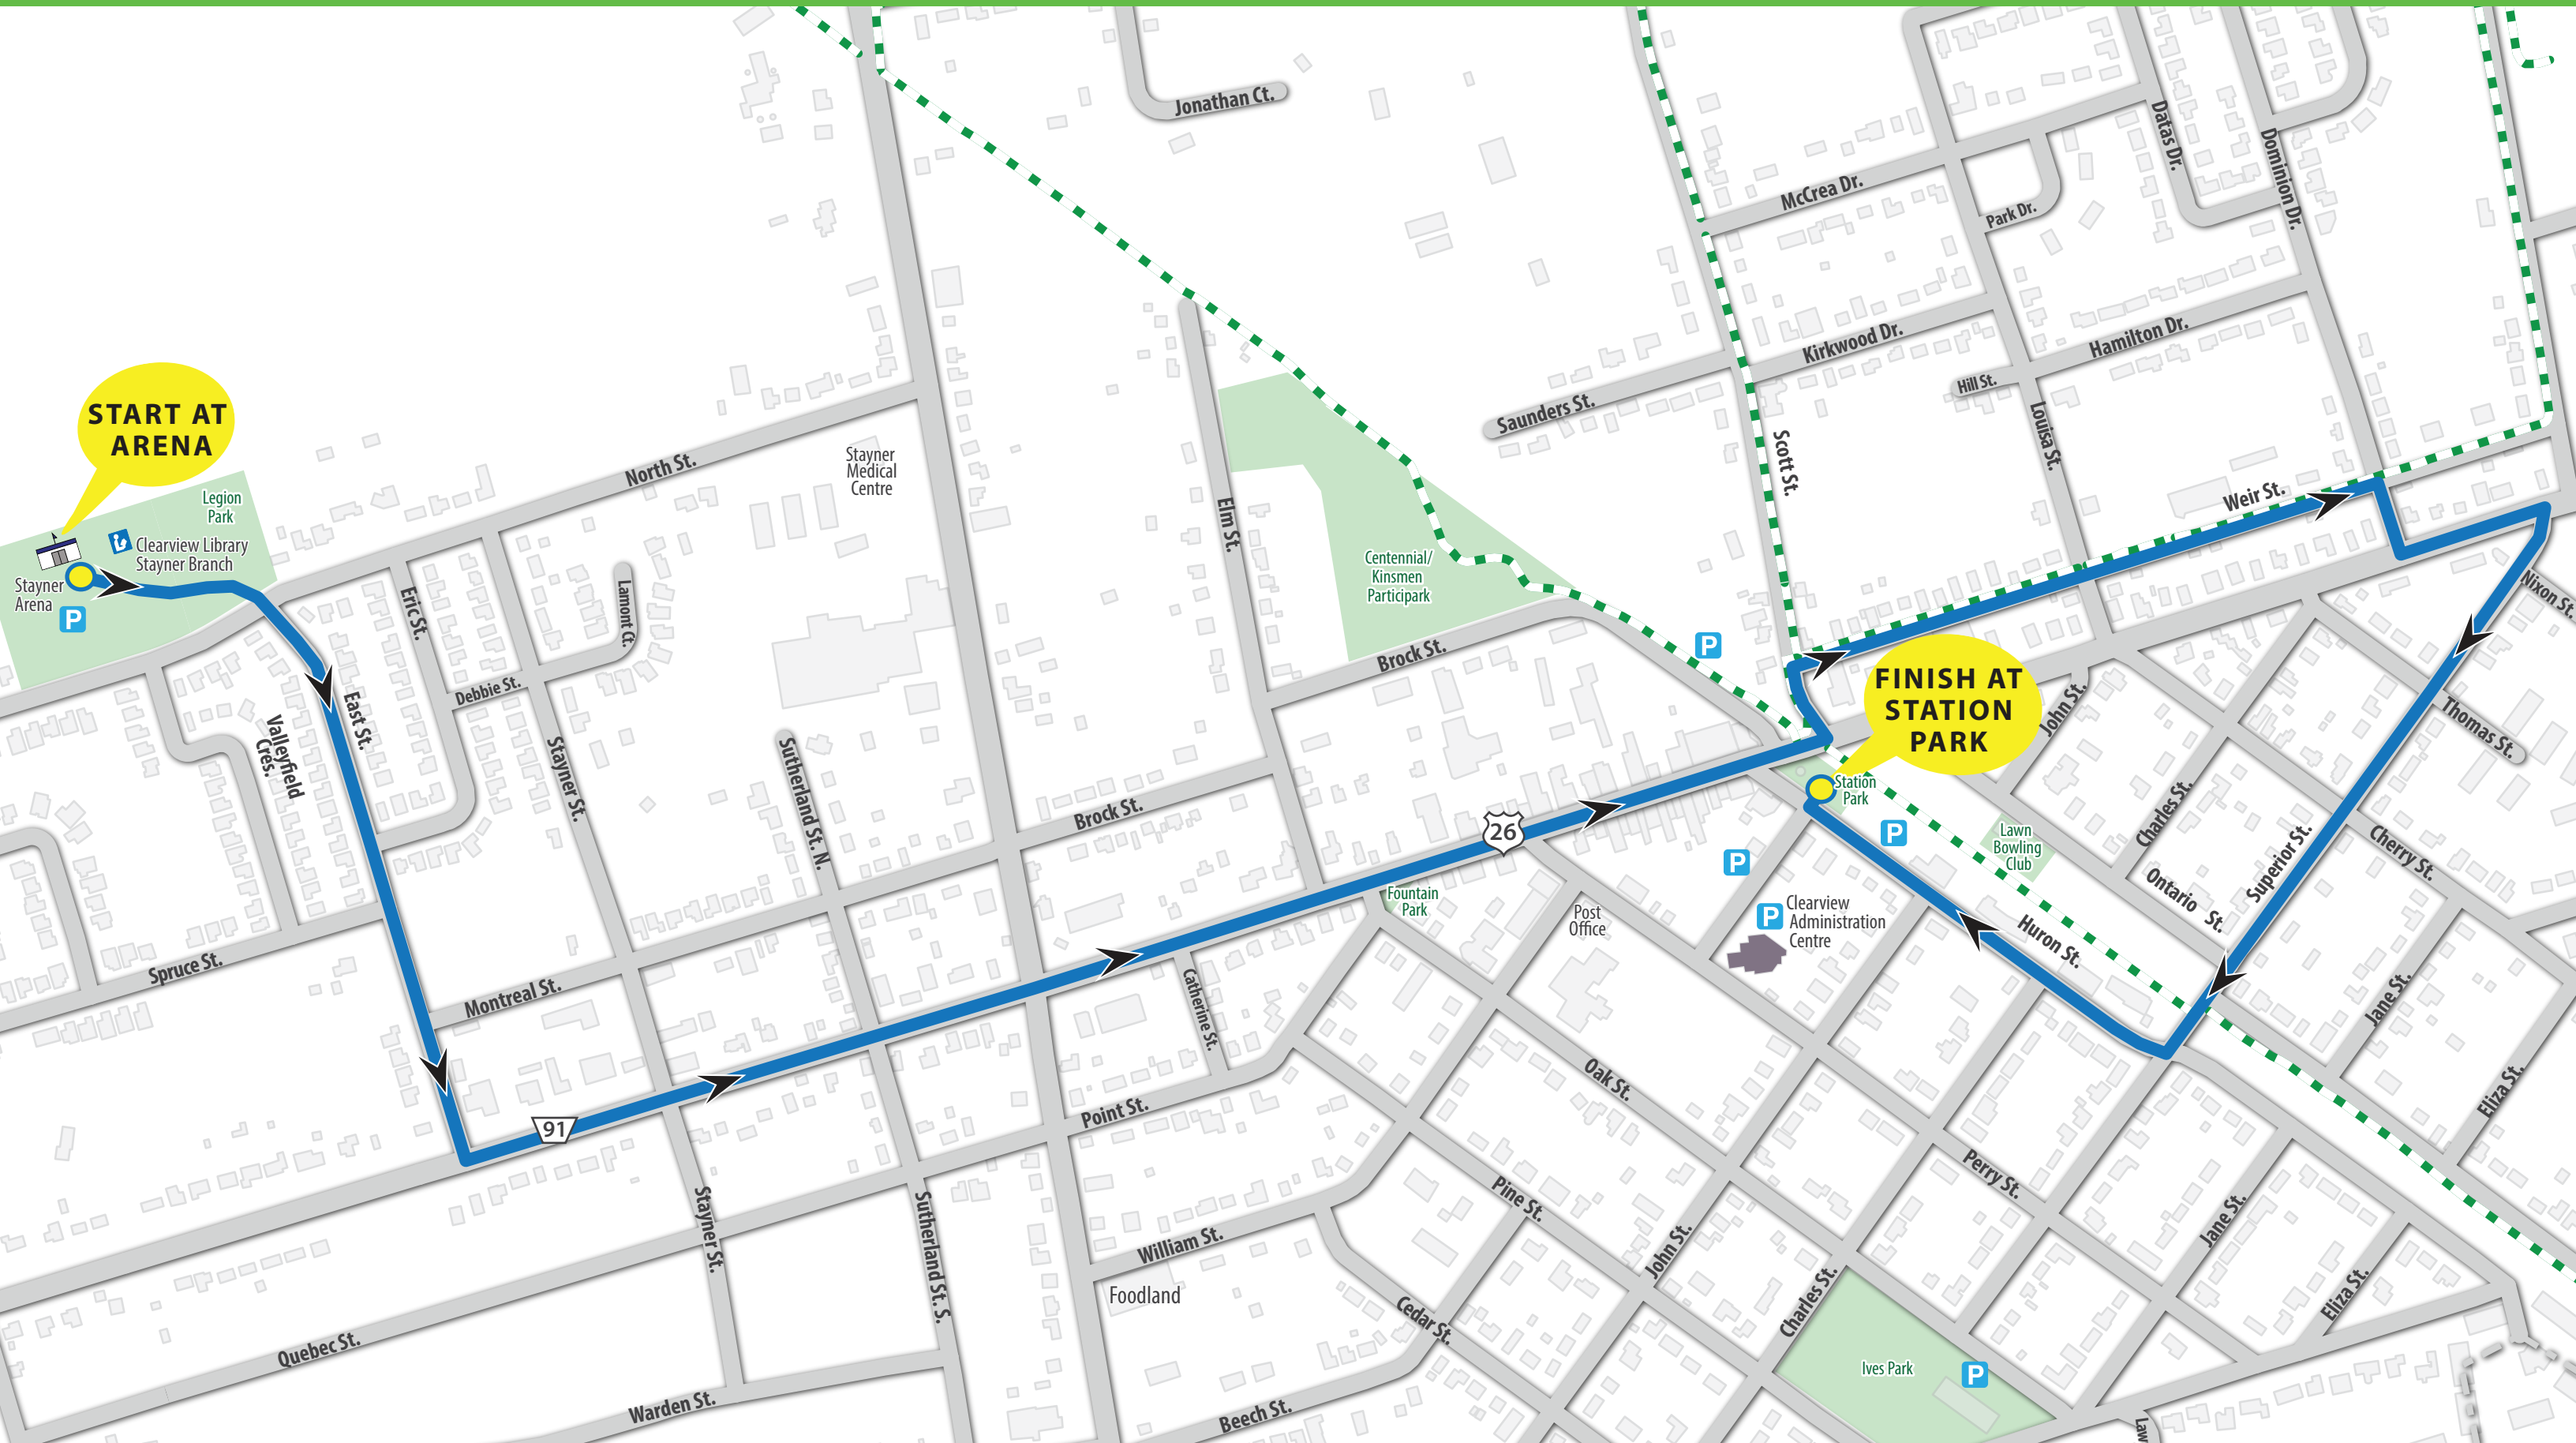 Jonathan Ct.
McCrea Dr.
Park Dr.
Datas Dr.
Dominion Dr.
Kirkwood Dr.
Hamilton Dr.
Hill St.
Saunders St.
Scott St.
Louisa St.
Weir St.
START AT
ARENA
Legion
Park
Clearview Library
Stayner Branch
Stayner
Arena
P
North St.
Stayner
Medical
Centre
Elm St.
Centennial/
Kinsmen
Participark
Brock St.
P
Eric St.
Lamont Ct.
Debbie St.
East St.
Valleyfield
Cres.
Stayner St.
Sutherland St. N.
Brock St.
FINISH AT
STATION
PARK
Station
Park
John St.
Nixon St.
Thomas St.
Charles St.
Cherry St.
Superior St.
Ontario St.
Lawn
Bowling
Club
P
P
26
Fountain
Park
Post
Office
P
Clearview
Administration
Centre
Huron St.
Jane St.
Eliza St.
Spruce St.
Montreal St.
Catherine St.
91
Point St.
Oak St.
Perry St.
Pine St.
John St.
Jane St.
Eliza St.
Charles St.
Stayner St.
Sutherland St. S.
William St.
Foodland
Cedar St.
Quebec St.
Warden St.
Beech St.
Ives Park
P
Law